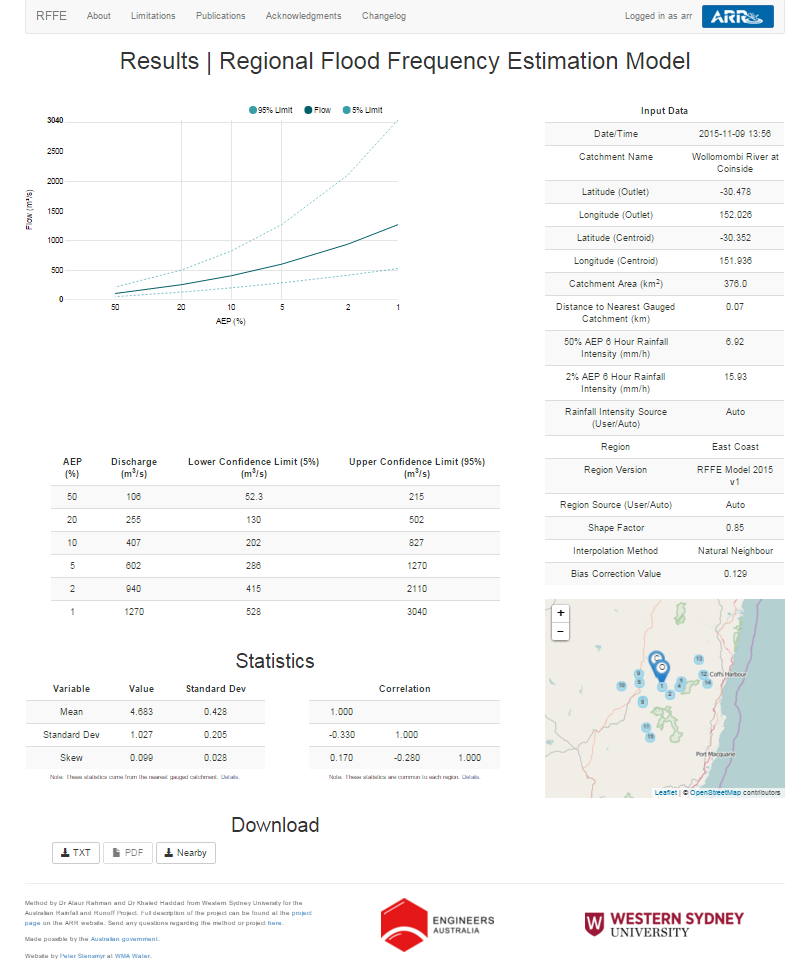 RFFE About Limitations Publications Acknowledgments Changelog Logged in as arr ARR
Results | Regional Flood Frequency Estimation Model
95% Limit Flow 5% Limit
3040
2500
2000
1500
1000
500
0
Flow (m³/s)
50 20 10 5 2 1
AEP (%)
AEP Discharge Lower Confidence Limit (5%) Upper Confidence Limit (95%)
(%) (m³/s) (m³/s) (m³/s)
50 106 52.3 215
20 255 130 502
10 407 202 827
5 602 286 1270
2 940 415 2110
1 1270 528 3040
Statistics
Variable Value Standard Dev
Mean 4.683 0.428
Standard Dev 1.027 0.205
Skew 0.099 0.028
Note: These statistics come from the nearest gauged catchment. Details.
Correlation
1.000
-0.330 1.000
0.170 -0.280 1.000
Note: These statistics are common to each region. Details.
Download
TXT PDF Nearby
Input Data
Date/Time 2015-11-09 13:56
Catchment Name Wollomombi River at
Coinside
Latitude (Outlet) -30.478
Longitude (Outlet) 152.026
Latitude (Centroid) -30.352
Longitude (Centroid) 151.936
Catchment Area (km²) 376.0
Distance to Nearest Gauged 0.07
Catchment (km)
50% AEP 6 Hour Rainfall 6.92
Intensity (mm/h)
2% AEP 6 Hour Rainfall 15.93
Intensity (mm/h)
Rainfall Intensity Source Auto
(User/Auto)
Region East Coast
Region Version RFFE Model 2015
v1
Region Source (User/Auto) Auto
Shape Factor 0.85
Interpolation Method Natural Neighbour
Bias Correction Value 0.129
+
−
Coffs Harbour
Port Macquarie
Leaflet | © OpenStreetMap contributors
Method by Dr Ataur Rahman and Dr Khaled Haddad from Western Sydney University for the
Australian Rainfall and Runoff Project. Full description of the project can be found at the project
page on the ARR website. Send any questions regarding the method or project here.
Made possible by the Australian government.
Website by Peter Stensmyr at WMA Water.
ENGINEERS
AUSTRALIA
WESTERN SYDNEY
UNIVERSITY